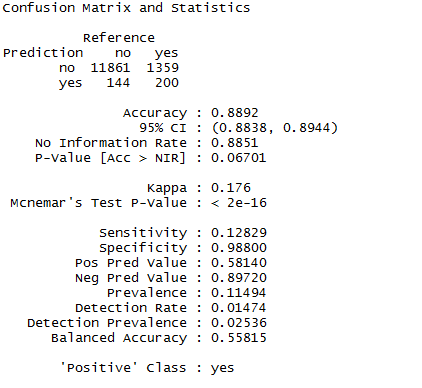 Confusion Matrix and Statistics
Reference
Prediction no yes
no 11861 1359
yes 144 200
Accuracy : 0.8892
95% CI : (0.8838, 0.8944)
No Information Rate : 0.8851
P-Value [Acc > NIR] : 0.06701
Kappa : 0.176
Mcnemar's Test P-Value : < 2e-16
Sensitivity : 0.12829
Specificity : 0.98800
Pos Pred Value : 0.58140
Neg Pred Value : 0.89720
Prevalence : 0.11494
Detection Rate : 0.01474
Detection Prevalence : 0.02536
Balanced Accuracy : 0.55815
'Positive' Class : yes